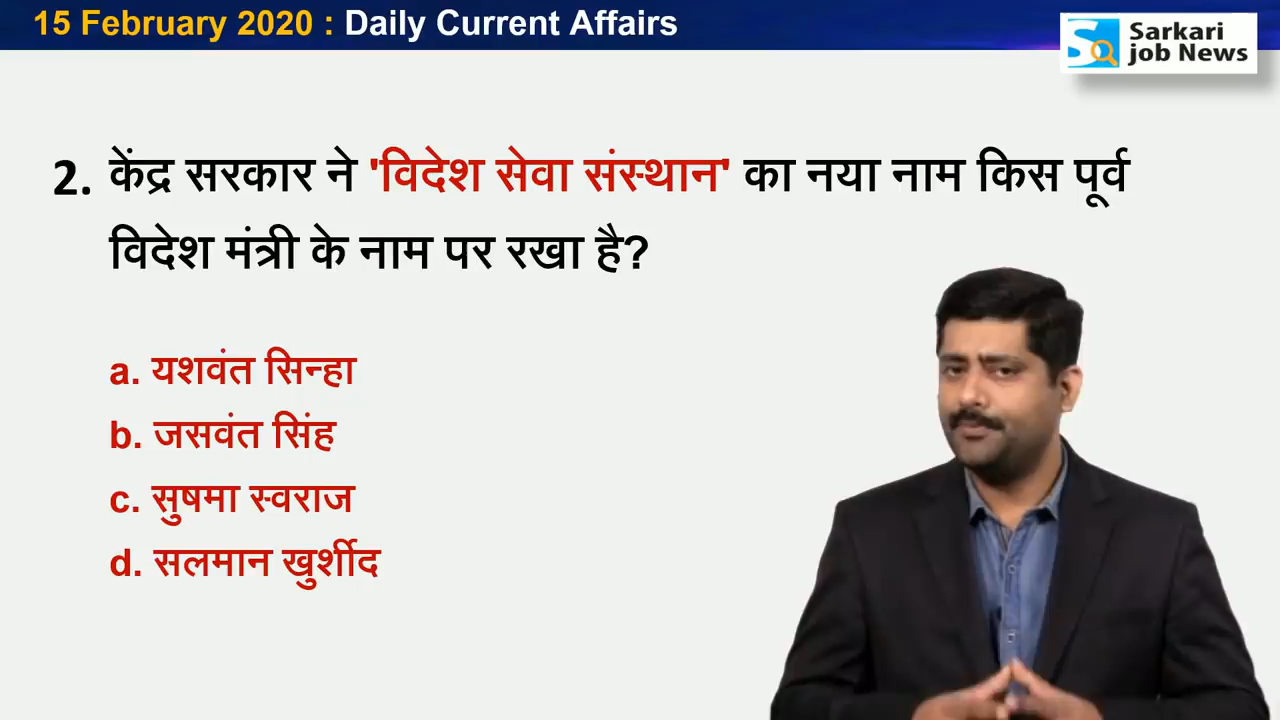 15 February 2020 : Daily Current Affairs
Sarkari
job News
2. केंद्र सरकार ने 'विदेश सेवा संस्थान' का नया नाम किस पूर्व
विदेश मंत्री के नाम पर रखा है?
a. यशवंत सिन्हा
b. जसवंत सिंह
c. सुषमा स्वराज
d. सलमान खुर्शीद